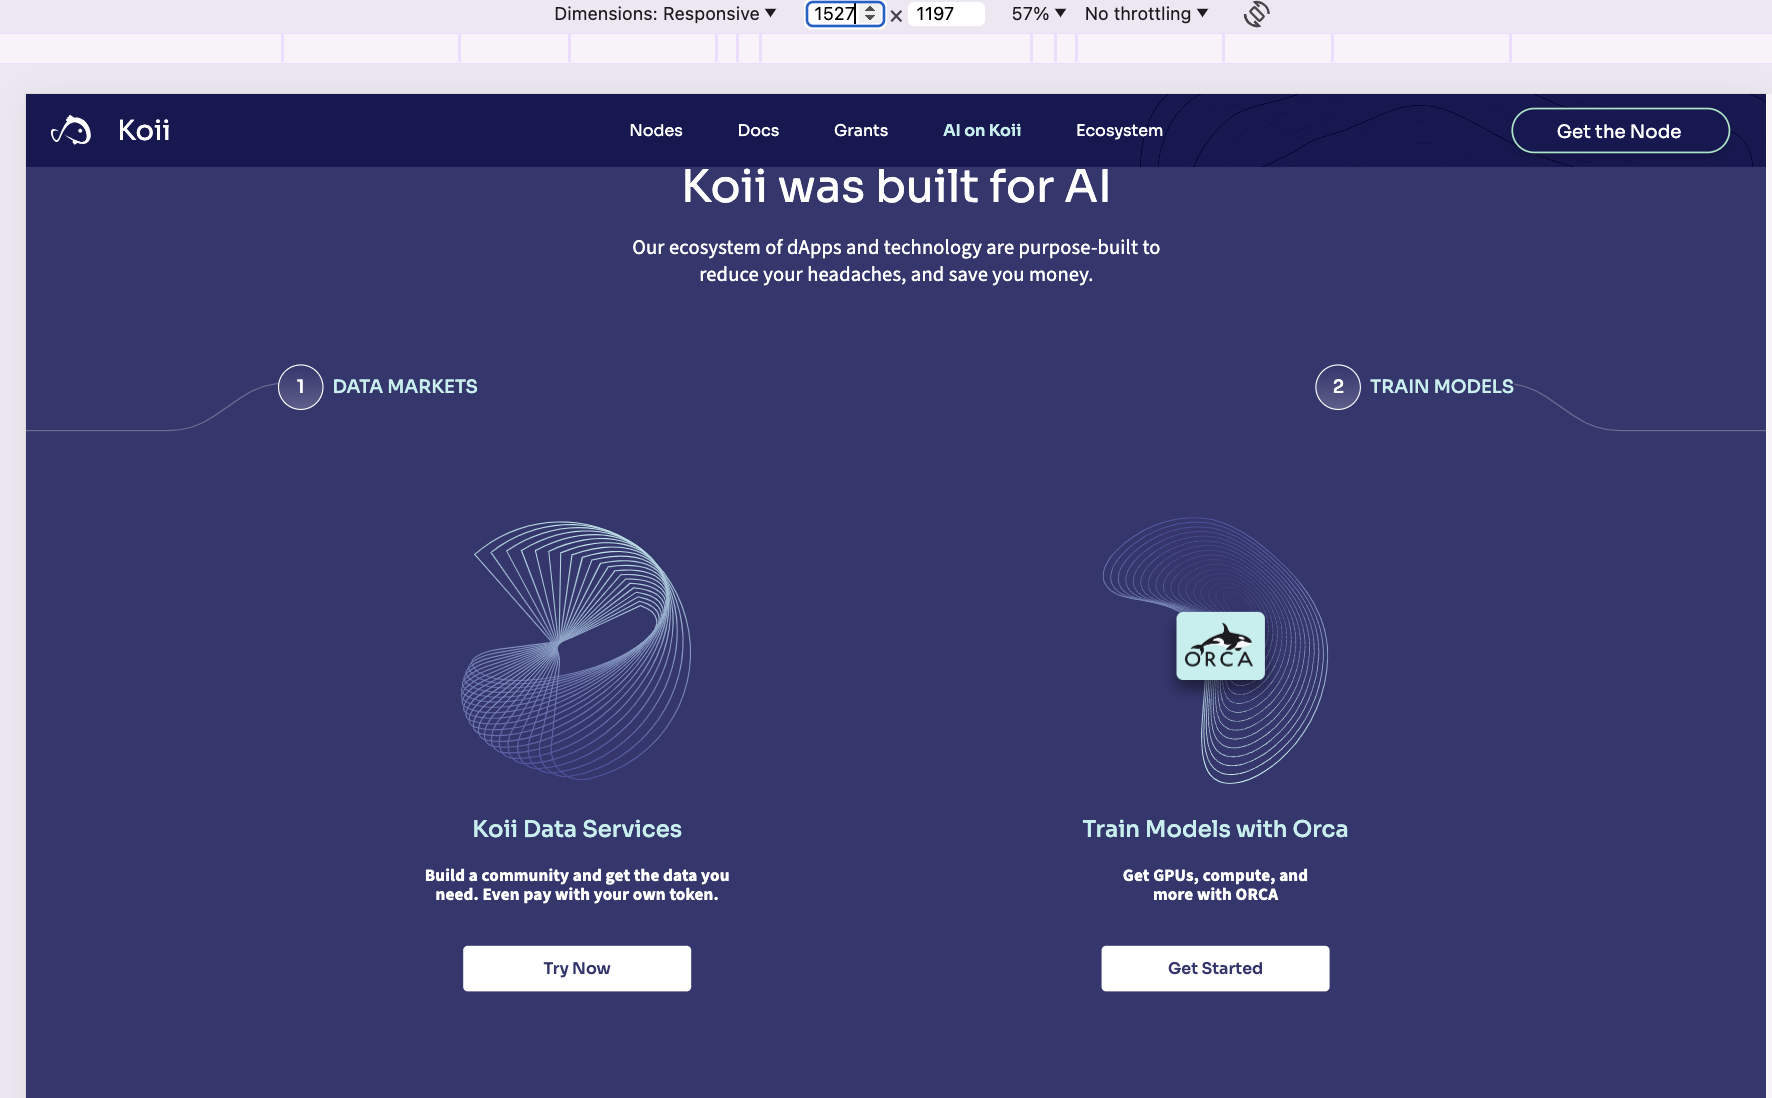 Dimensions: Responsive ▼ 1527 × 1197 57% ▼ No throttling ▼
Koii Nodes Docs Grants AI on Koii Ecosystem Get the Node
Koii was built for AI
Our ecosystem of dApps and technology are purpose-built to
reduce your headaches, and save you money.
1 DATA MARKETS
2 TRAIN MODELS
ORCA
Koii Data Services
Build a community and get the data you
need. Even pay with your own token.
Try Now
Train Models with Orca
Get GPUs, compute, and
more with ORCA
Get Started